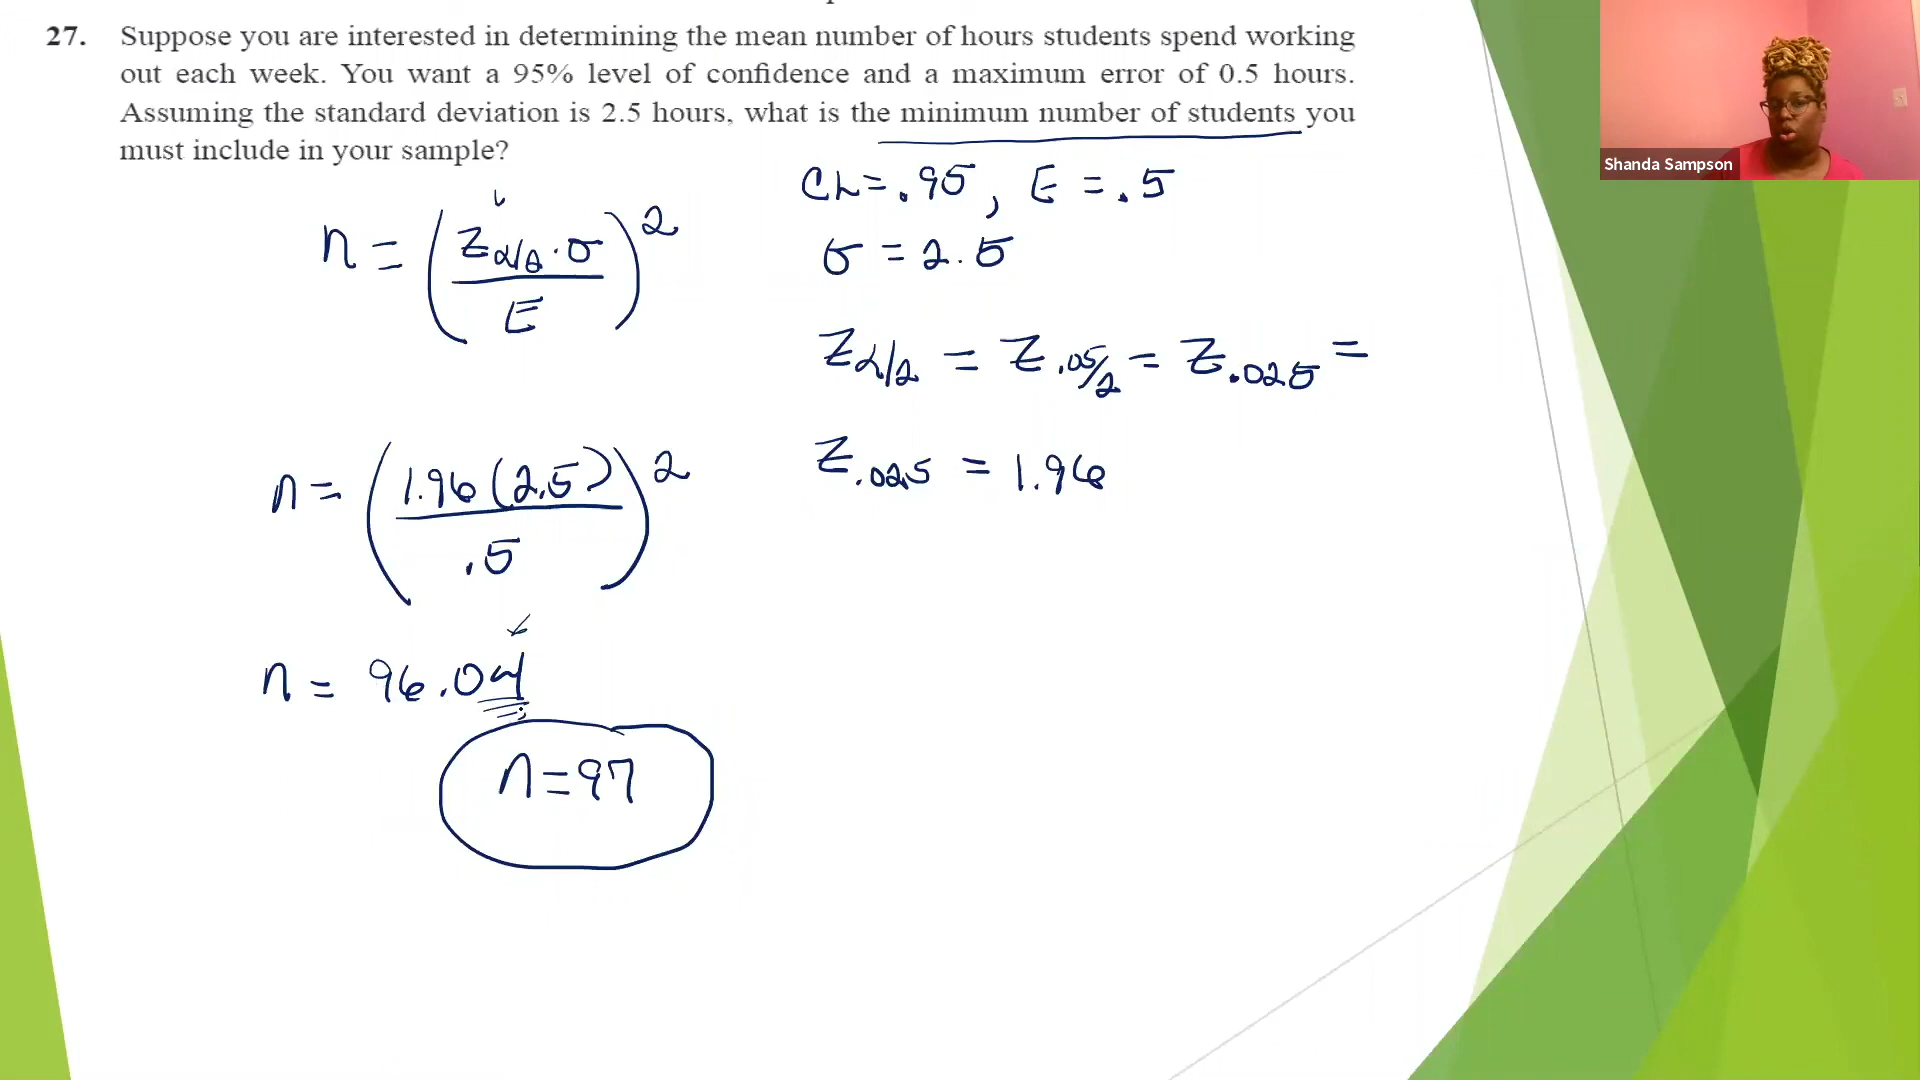 27. Suppose you are interested in determining the mean number of hours students spend working
out each week. You want a 95% level of confidence and a maximum error of 0.5 hours.
Assuming the standard deviation is 2.5 hours, what is the minimum number of students you
must include in your sample?
Shanda Sampson
CL = .95, E = .5
σ = 2.5
n = (Zα/2 · σ / E)²
Zα/2 = Z.05/2 = Z.025 =
Z.025 = 1.96
n = (1.96(2.5) / .5)²
n = 96.04
n = 97